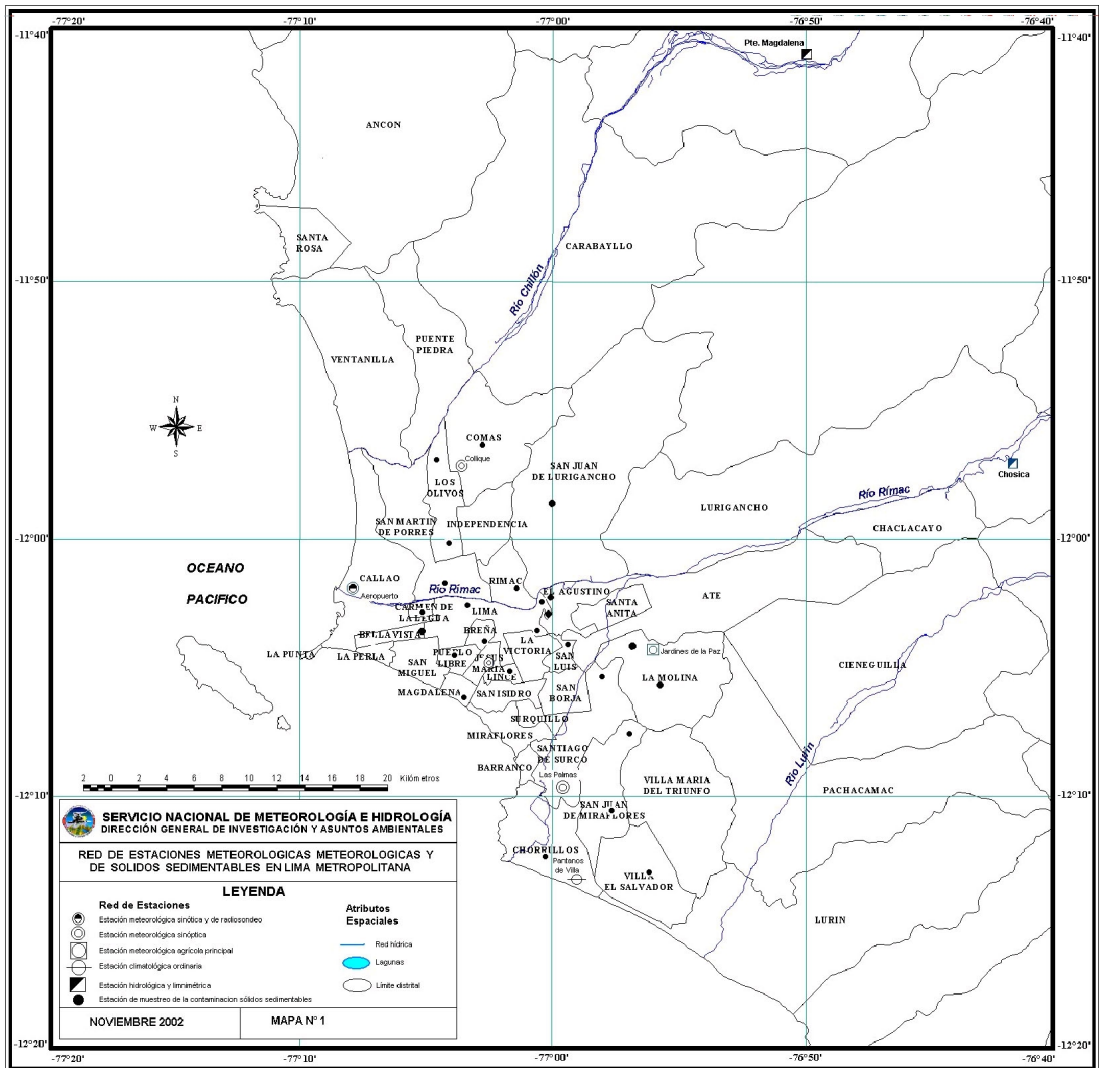 -77°20'
-77°10'
-77°00'
-76°50'
-76°40'
-11°40'
-11°40'
Pte. Magdalena
ANCON
SANTA
ROSA
CARABAYLLO
-11°50'
-11°50'
Río Chillón
PUENTE
PIEDRA
VENTANILLA
N
W
E
S
COMAS
Collique
SAN JUAN
DE LURIGANCHO
LOS
OLIVOS
Chosica
LURIGANCHO
Río Rímac
SAN MARTIN
DE PORRES
INDEPENDENCIA
CHACLACAYO
-12°00'
-12°00'
OCEANO
PACIFICO
CALLAO
Aeropuerto
Río Rímac
RIMAC
EL AGUSTINO
ATE
SANTA
ANITA
CARMEN DE
LA LEGUA
LIMA
BREÑA
BELLAVISTA
LA
VICTORIA
LA PUNTA
LA PERLA
PUEBLO
LIBRE
JESUS
MARIA
SAN
LUIS
Jardines de la Paz
SAN
MIGUEL
LINCE
LA MOLINA
CIENEGUILLA
MAGDALENA
SAN ISIDRO
SAN
BORJA
SURQUILLO
MIRAFLORES
SANTIAGO
DE SURCO
BARRANCO
Las Palmas
VILLA MARIA
DEL TRIUNFO
Río Lurín
PACHACAMAC
2 0 2 4 6 8 10 12 14 16 18 20 Kilóm etros
-12°10'
-12°10'
SAN JUAN
DE MIRAFLORES
CHORRILLOS
Pantanos
de Villa
VILLA
EL SALVADOR
LURIN
SERVICIO NACIONAL DE METEOROLOGÍA E HIDROLOGÍA
DIRECCIÓN GENERAL DE INVESTIGACIÓN Y ASUNTOS AMBIENTALES
RED DE ESTACIONES METEOROLOGICAS METEOROLOGICAS Y
DE SOLIDOS SEDIMENTABLES EN LIMA METROPOLITANA
LEYENDA
Red de Estaciones
Estación meteorológica sinótica y de radiosondeo
Estación meteorológica sinóptica
Estación meteorológica agrícola principal
Estación climatológica ordinaria
Estación hidrológica y limnimétrica
Estación de muestreo de la contaminacion sólidos sedimentables
Atributos
Espaciales
Red hídrica
Lagunas
Límite distrital
NOVIEMBRE 2002
MAPA Nº 1
-12°20'
-12°20'
-77°20'
-77°10'
-77°00'
-76°50'
-76°40'